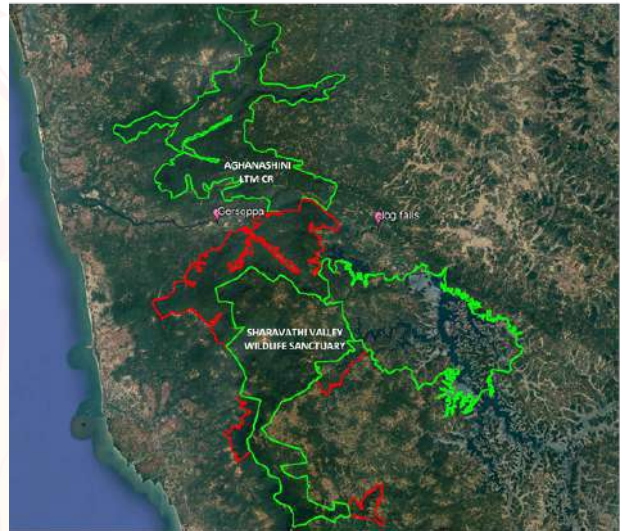 AGHANASHINI
LTM CR
Gersoppa
Jog falls
SHARAVATHI VALLEY
WILDLIFE SANCTUARY